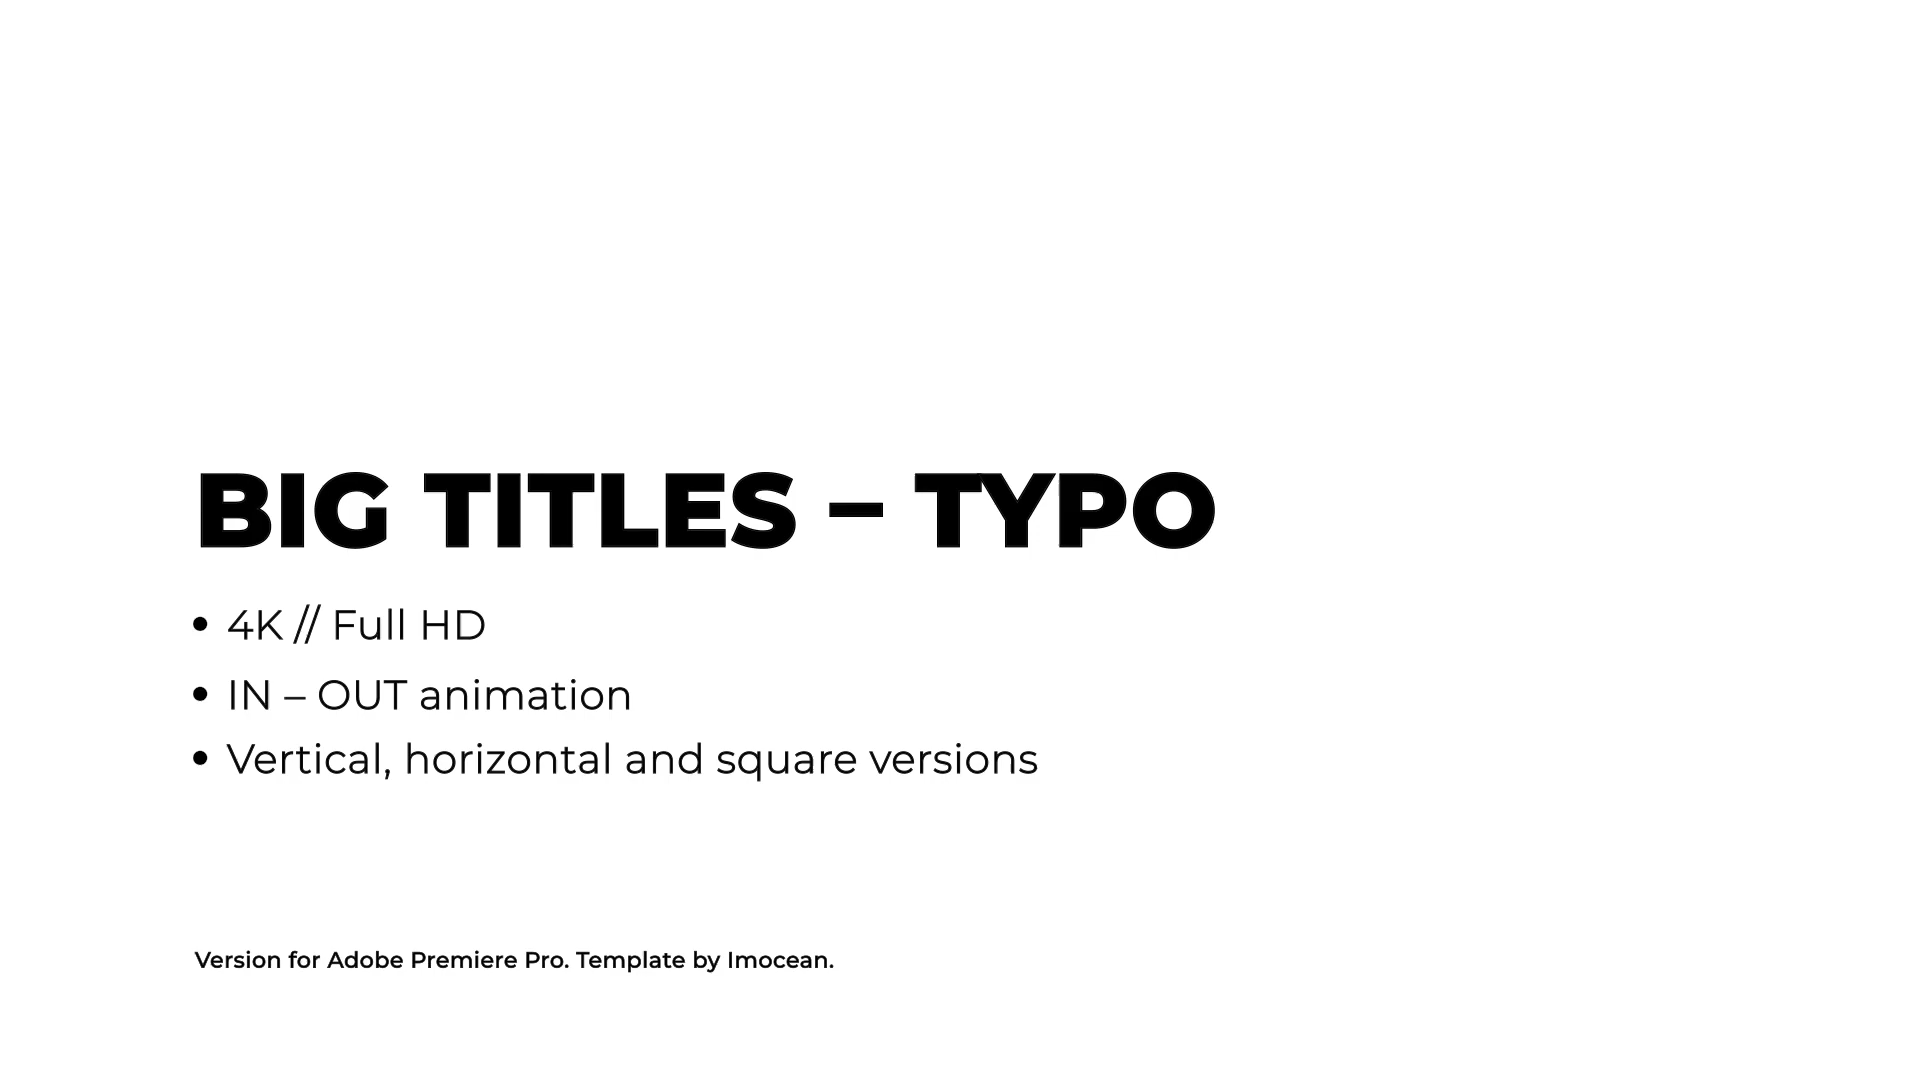 BIG TITLES – TYPO
• 4K // Full HD
• IN – OUT animation
• Vertical, horizontal and square versions
Version for Adobe Premiere Pro. Template by Imocean.